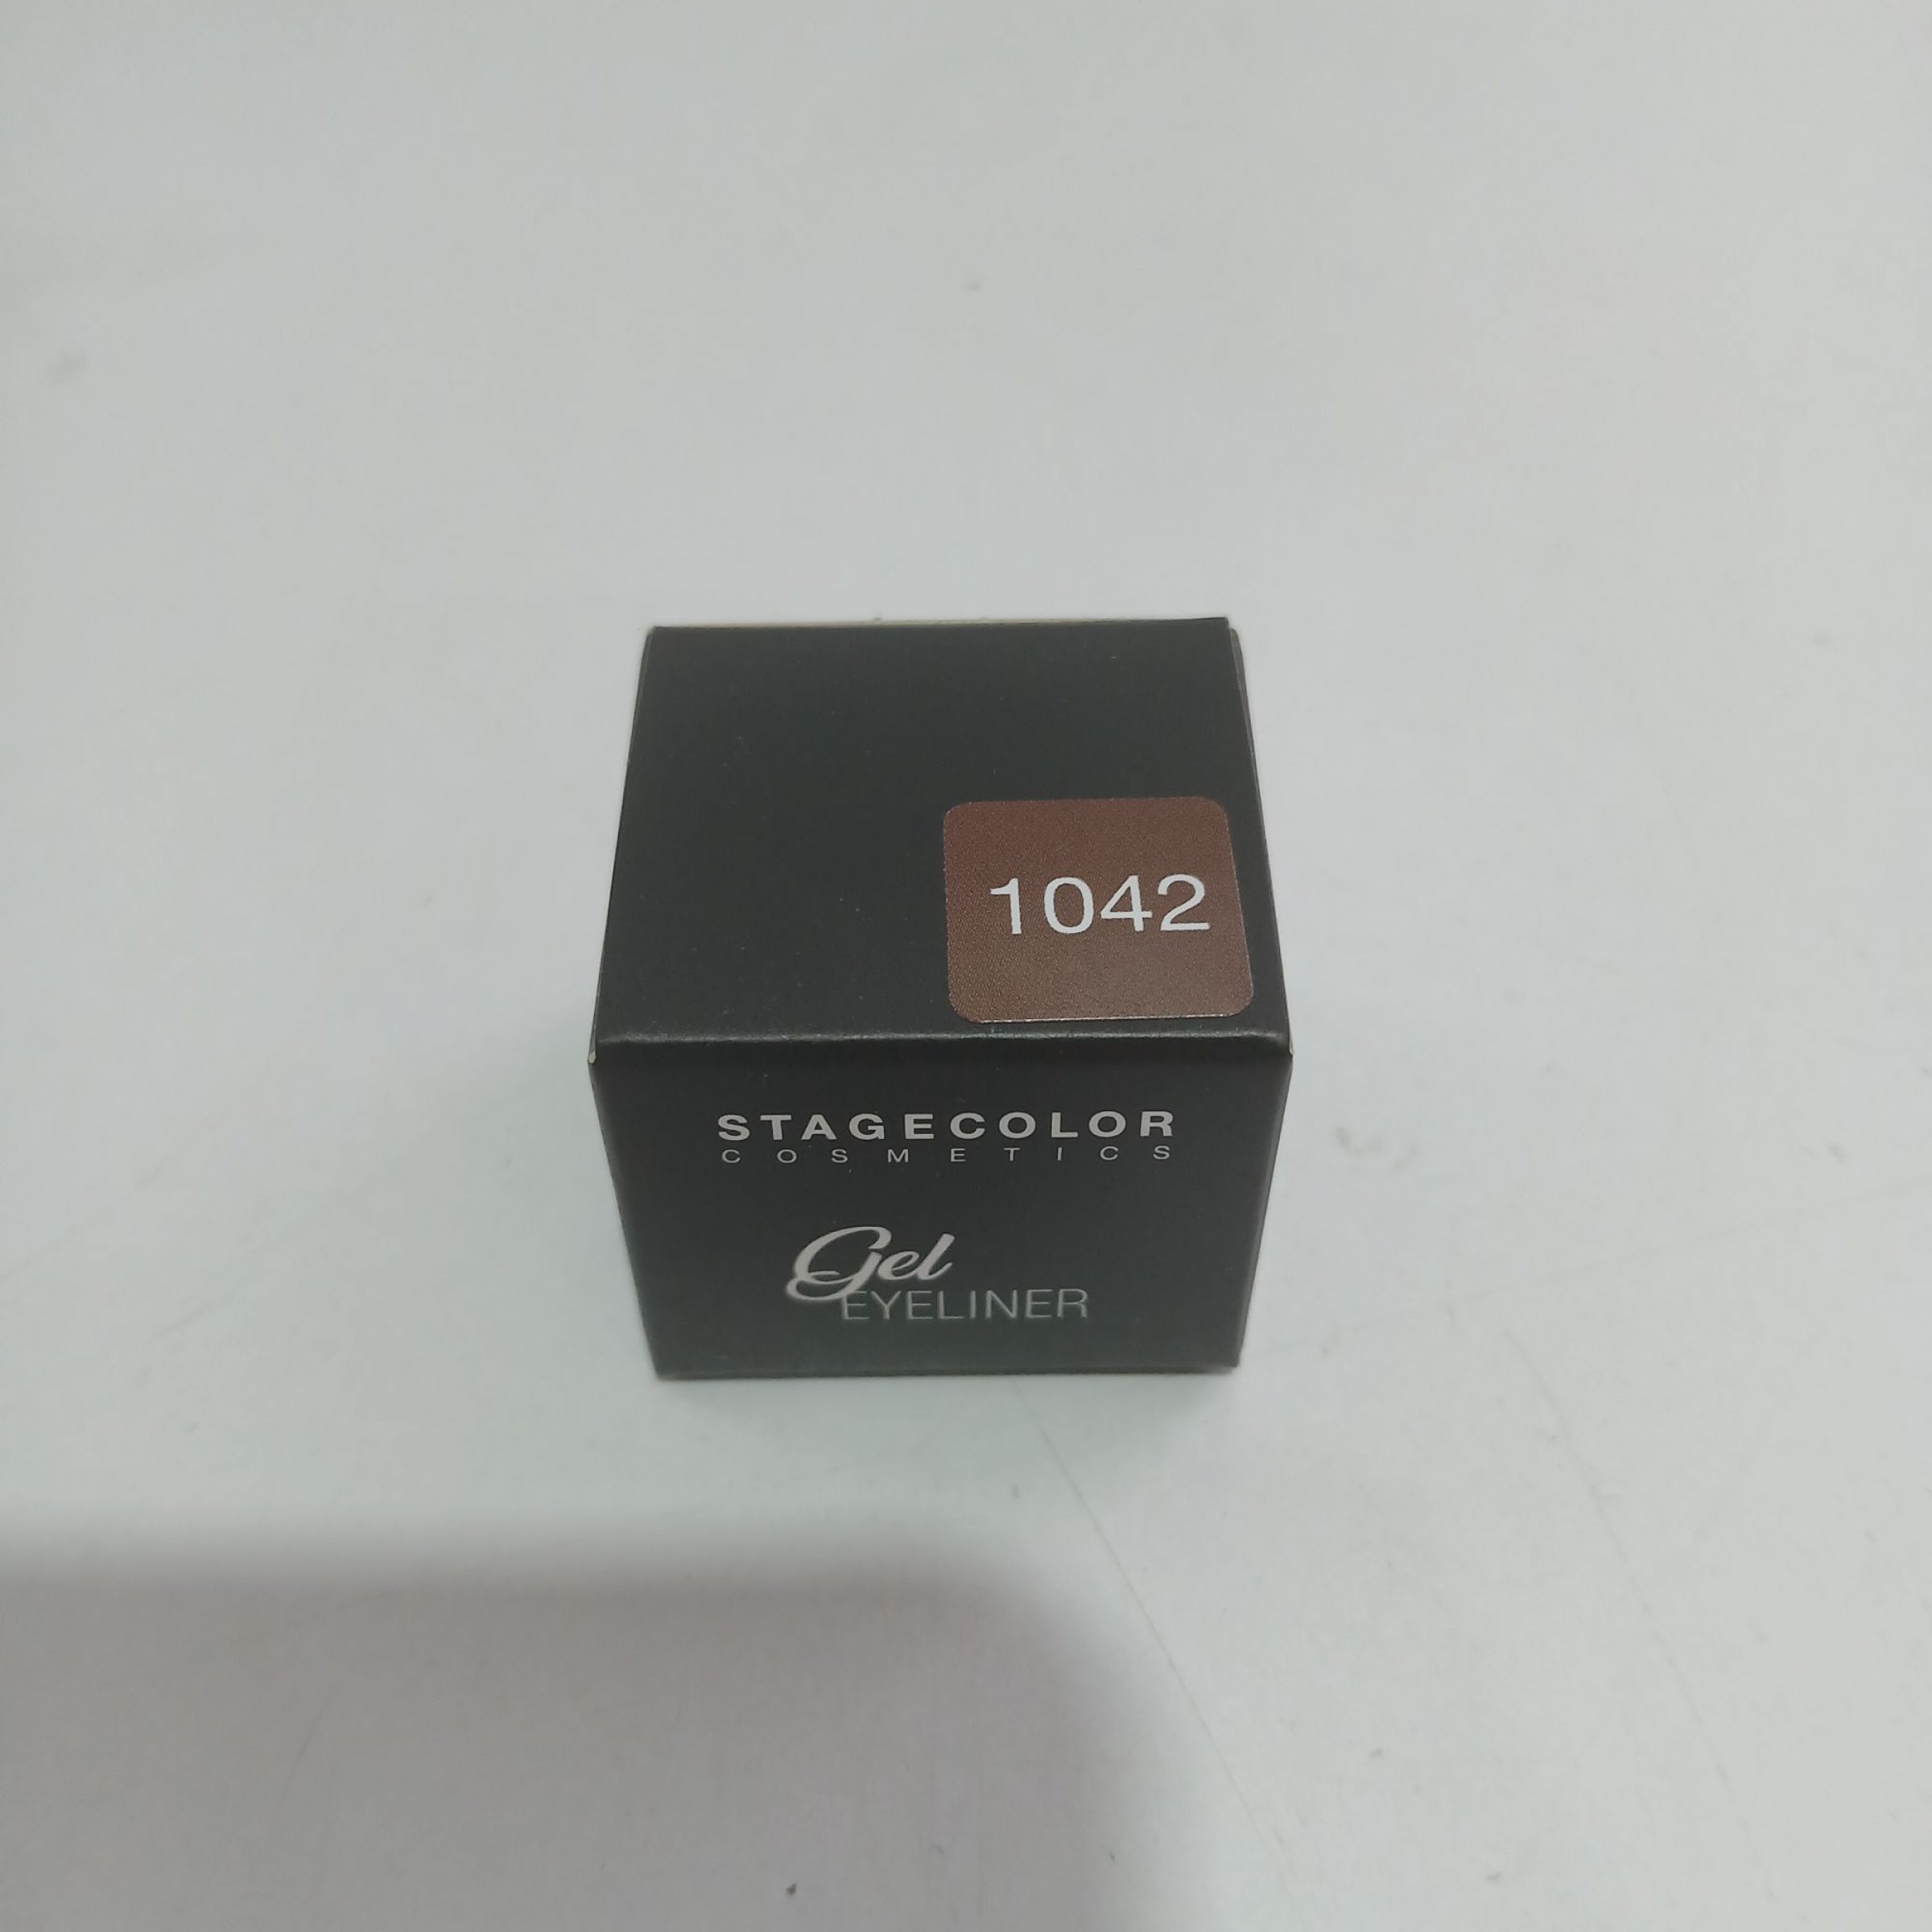 1042
STAGECOLOR
COSMETICS
Gel
EYELINER